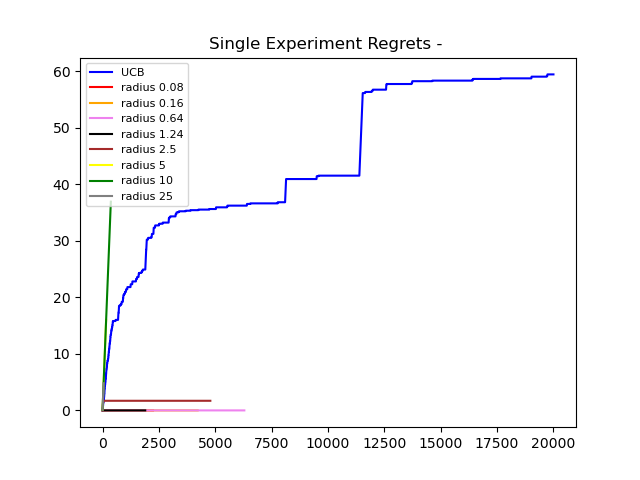 Single Experiment Regrets -
60
50
40
30
20
10
0
UCB
radius 0.08
radius 0.16
radius 0.64
radius 1.24
radius 2.5
radius 5
radius 10
radius 25
0 2500 5000 7500 10000 12500 15000 17500 20000